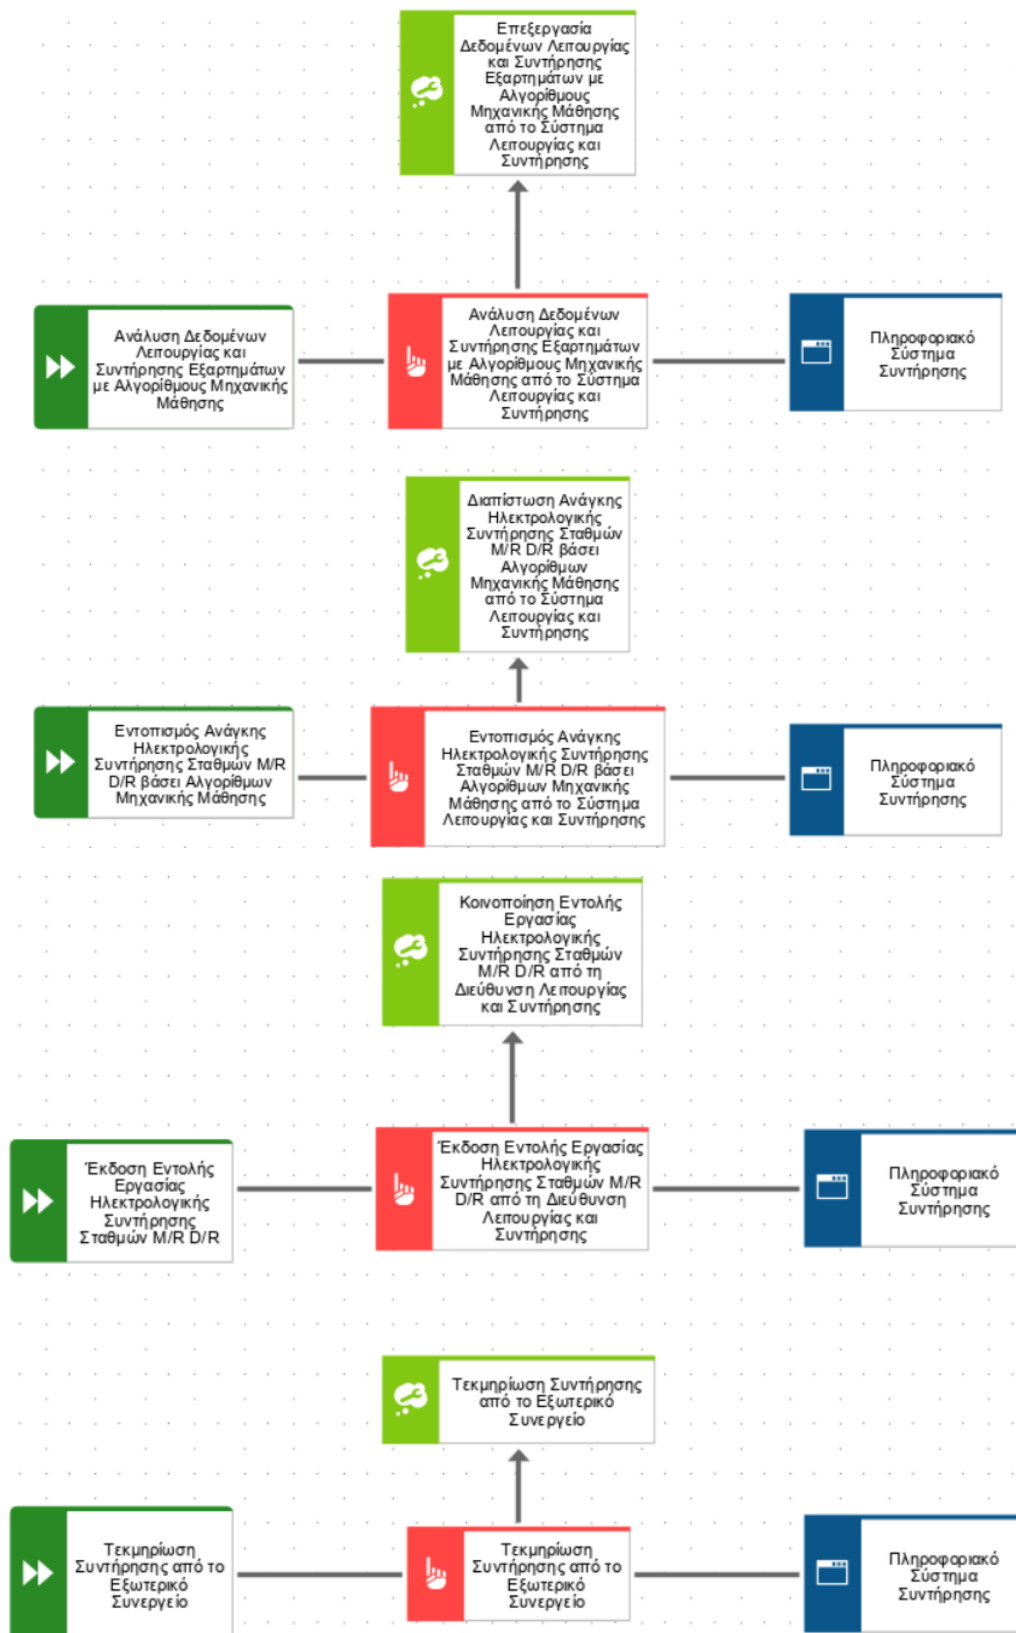 Επεξεργασία
Δεδομένων Λειτουργίας
και Συντήρησης
Εξαρτημάτων με
Αλγορίθμους
Μηχανικής Μάθησης
από το Σύστημα
Λειτουργίας και
Συντήρησης
Ανάλυση Δεδομένων
Λειτουργίας και
Συντήρησης Εξαρτημάτων
με Αλγορίθμους Μηχανικής
Μάθησης
Ανάλυση Δεδομένων
Λειτουργίας και
Συντήρησης Εξαρτημάτων
με Αλγορίθμους Μηχανικής
Μάθησης από το Σύστημα
Λειτουργίας και
Συντήρησης
Πληροφοριακό
Σύστημα
Συντήρησης
Διαπίστωση Ανάγκης
Ηλεκτρολογικής
Συντήρησης Σταθμών
M/R D/R βάσει
Αλγορίθμων
Μηχανικής Μάθησης
από το Σύστημα
Λειτουργίας και
Συντήρησης
Εντοπισμός Ανάγκης
Ηλεκτρολογικής
Συντήρησης Σταθμών M/R
D/R βάσει Αλγορίθμων
Μηχανικής Μάθησης
Εντοπισμός Ανάγκης
Ηλεκτρολογικής Συντήρησης
Σταθμών M/R D/R βάσει
Αλγορίθμων Μηχανικής
Μάθησης από το Σύστημα
Λειτουργίας και Συντήρησης
Πληροφοριακό
Σύστημα
Συντήρησης
Κοινοποίηση Εντολής
Εργασίας
Ηλεκτρολογικής
Συντήρησης Σταθμών
M/R D/R από τη
Διεύθυνση Λειτουργίας
και Συντήρησης
Έκδοση Εντολής
Εργασίας
Ηλεκτρολογικής
Συντήρησης
Σταθμών M/R D/R
Έκδοση Εντολής Εργασίας
Ηλεκτρολογικής
Συντήρησης Σταθμών M/R
D/R από τη Διεύθυνση
Λειτουργίας και
Συντήρησης
Πληροφοριακό
Σύστημα
Συντήρησης
Τεκμηρίωση Συντήρησης
από το Εξωτερικό
Συνεργείο
Τεκμηρίωση
Συντήρησης από το
Εξωτερικό
Συνεργείο
Τεκμηρίωση
Συντήρησης από το
Εξωτερικό
Συνεργείο
Πληροφοριακό
Σύστημα
Συντήρησης